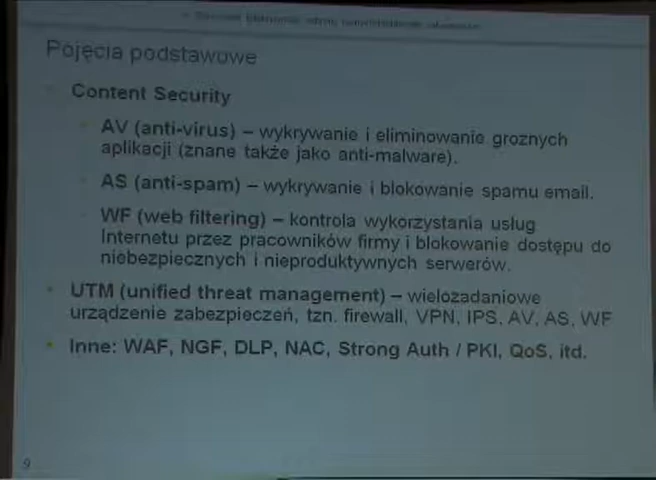 Pojęcia podstawowe
Content Security
AV (anti-virus) – wykrywanie i eliminowanie groznych
aplikacji (znane także jako anti-malware).
AS (anti-spam) – wykrywanie i blokowanie spamu email.
WF (web filtering) – kontrola wykorzystania usług
Internetu przez pracowników firmy i blokowanie dostępu do
niebezpiecznych i nieproduktywnych serwerów.
UTM (unified threat management) – wielozadaniowe
urządzenie zabezpieczeń, tzn. firewall, VPN, IPS, AV, AS, WF
Inne: WAF, NGF, DLP, NAC, Strong Auth / PKI, QoS, itd.
9